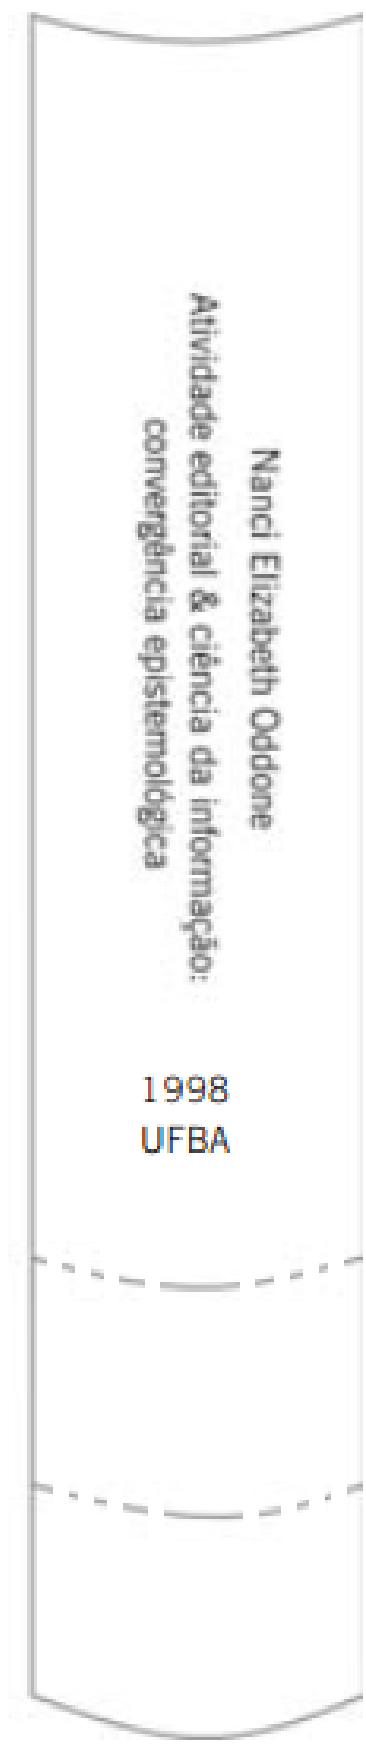 Nanci Elizabeth Oddone
Atividade editorial & ciência da informação:
convergência epistemológica
1998
UFBA